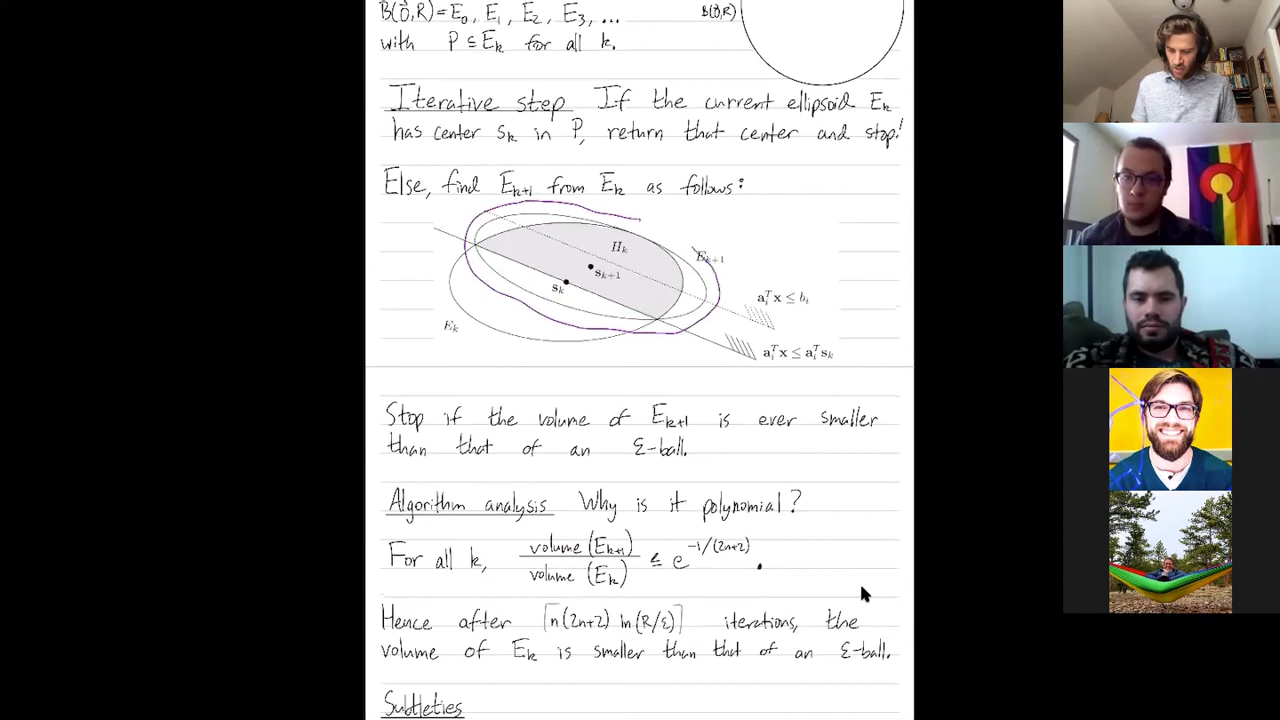 B(0⃗,R) = E₀, E₁, E₂, E₃, ...
B(0⃗,R)
with P ⊆ Eₖ for all k.
Iterative step If the current ellipsoid Eₖ
has center sₖ in P, return that center and stop!
Else, find Eₖ₊₁ from Eₖ as follows:
Hₖ
Eₖ₊₁
sₖ₊₁
sₖ
aᵢᵀx ≤ bᵢ
Eₖ
aᵢᵀx ≤ aᵢᵀsₖ
Stop if the volume of Eₖ₊₁ is ever smaller
than that of an ε-ball.
Algorithm analysis Why is it polynomial?
For all k, volume(Eₖ₊₁) / volume(Eₖ) ≤ e^(-1/(2n+2)).
Hence after ⌈n(2n+2) ln(R/ε)⌉ iterations, the
volume of Eₖ is smaller than that of an ε-ball.
Subtleties